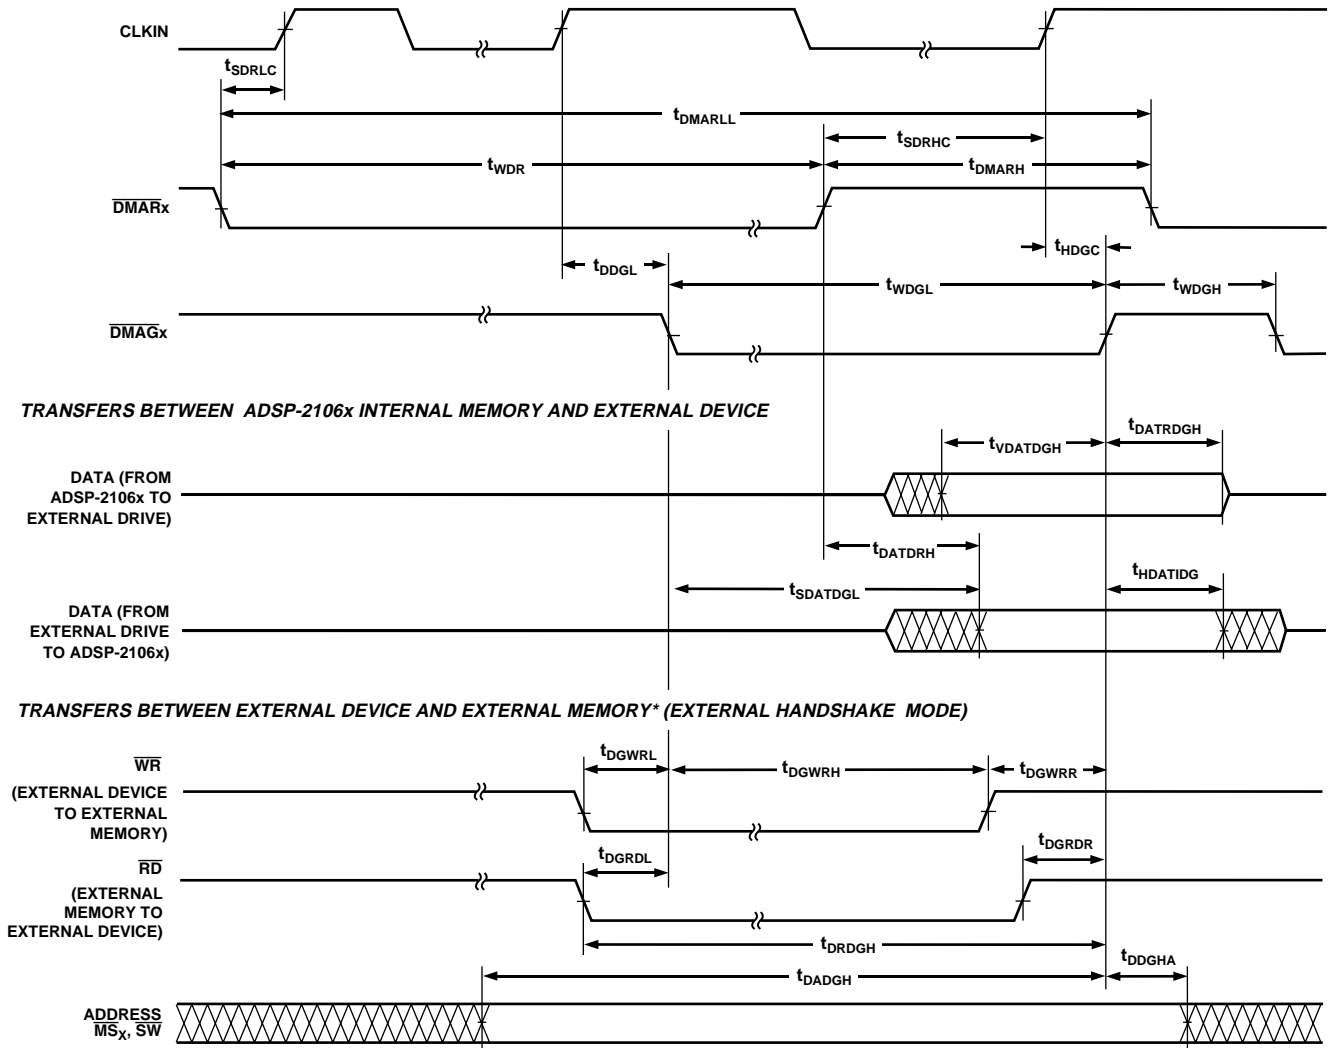 CLKIN
tSDRLC
tDMARLL
tSDRHC
tWDR
tDMARH
DMARx
tHDGC
tDDGL
tWDGL
tWDGH
DMAGx
TRANSFERS BETWEEN ADSP-2106x INTERNAL MEMORY AND EXTERNAL DEVICE
tVDATDGH
tDATRDGH
DATA (FROM
ADSP-2106x TO
EXTERNAL DRIVE)
tDATDRH
tSDATDGL
tHDATIDG
DATA (FROM
EXTERNAL DRIVE
TO ADSP-2106x)
TRANSFERS BETWEEN EXTERNAL DEVICE AND EXTERNAL MEMORY* (EXTERNAL HANDSHAKE MODE)
WR
(EXTERNAL DEVICE
TO EXTERNAL
MEMORY)
tDGWRL
tDGWRH
tDGWRR
RD
(EXTERNAL
MEMORY TO
EXTERNAL DEVICE)
tDGRDL
tDGRDR
tDRDGH
tDADGH
tDDGHA
ADDRESS
MSX, SW